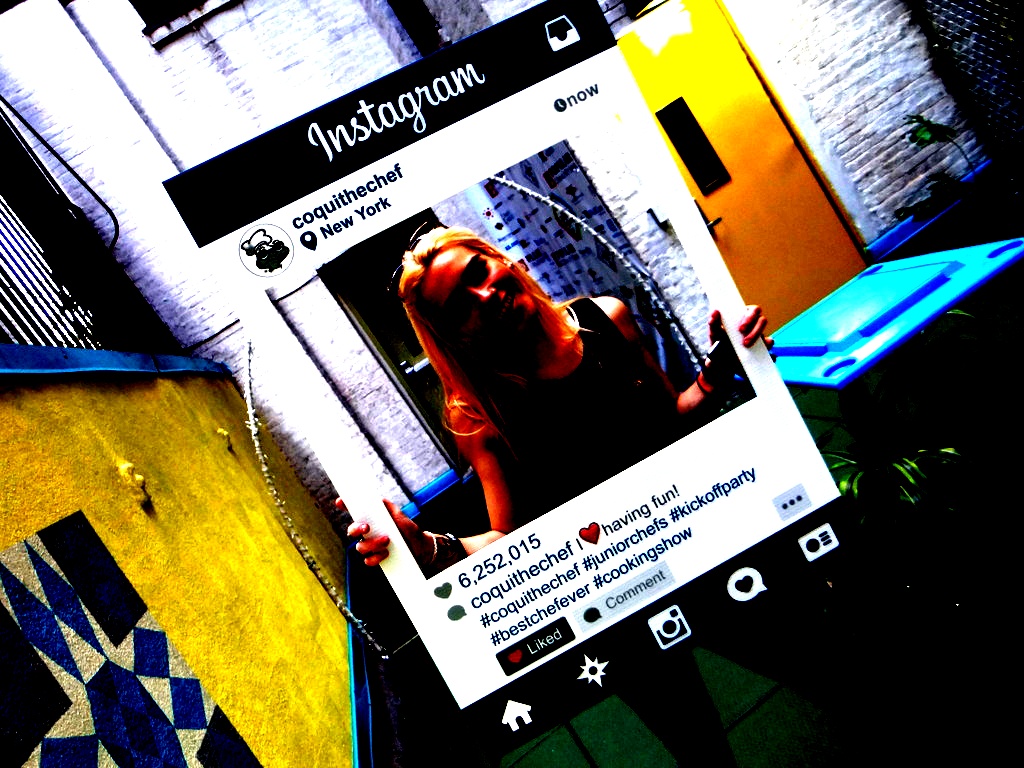 Instagram
now
coquithechef
New York
6,252,015
coquithechef I having fun!
#coquithechef #juniorchefs #kickoffparty
#bestchefever #cookingshow
Liked Comment